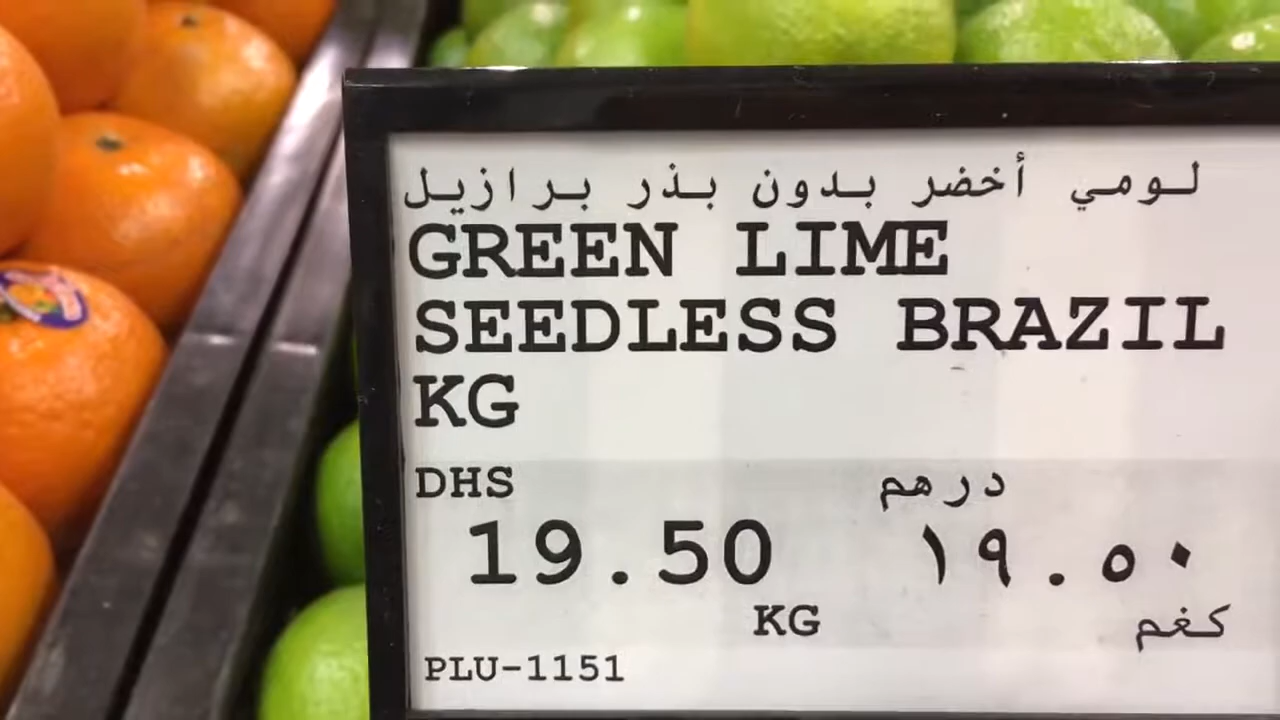 لومي أخضر بدون بذر برازيل
GREEN LIME
SEEDLESS BRAZIL
KG
DHS درهم
19.50 ١٩.٥٠
KG كغم
PLU-1151